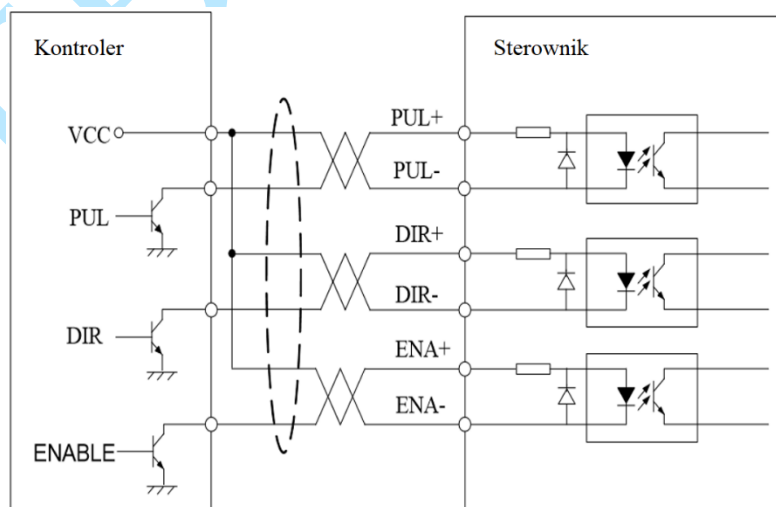 Kontroler
Sterownik
VCC
PUL+
PUL-
PUL
DIR+
DIR-
DIR
ENA+
ENA-
ENABLE